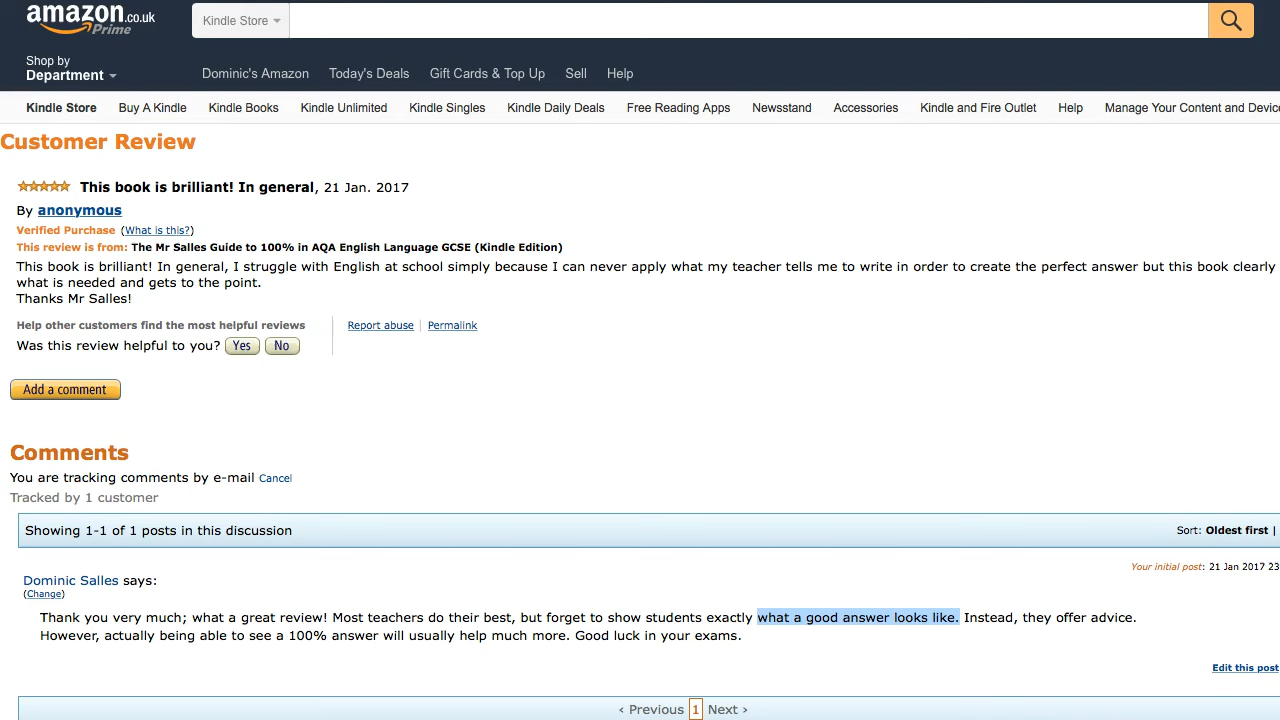 amazon.co.uk
Prime
Kindle Store
Shop by
Department
Dominic's Amazon Today's Deals Gift Cards & Top Up Sell Help
Kindle Store Buy A Kindle Kindle Books Kindle Unlimited Kindle Singles Kindle Daily Deals Free Reading Apps Newsstand Accessories Kindle and Fire Outlet Help Manage Your Content and Devic
Customer Review
This book is brilliant! In general, 21 Jan. 2017
By anonymous
Verified Purchase (What is this?)
This review is from: The Mr Salles Guide to 100% in AQA English Language GCSE (Kindle Edition)
This book is brilliant! In general, I struggle with English at school simply because I can never apply what my teacher tells me to write in order to create the perfect answer but this book clearly
what is needed and gets to the point.
Thanks Mr Salles!
Help other customers find the most helpful reviews
Was this review helpful to you? Yes No
Report abuse | Permalink
Add a comment
Comments
You are tracking comments by e-mail Cancel
Tracked by 1 customer
Showing 1-1 of 1 posts in this discussion
Sort: Oldest first |
Your initial post: 21 Jan 2017 23
Dominic Salles says:
(Change)
Thank you very much; what a great review! Most teachers do their best, but forget to show students exactly what a good answer looks like. Instead, they offer advice.
However, actually being able to see a 100% answer will usually help much more. Good luck in your exams.
Edit this post
‹ Previous 1 Next ›